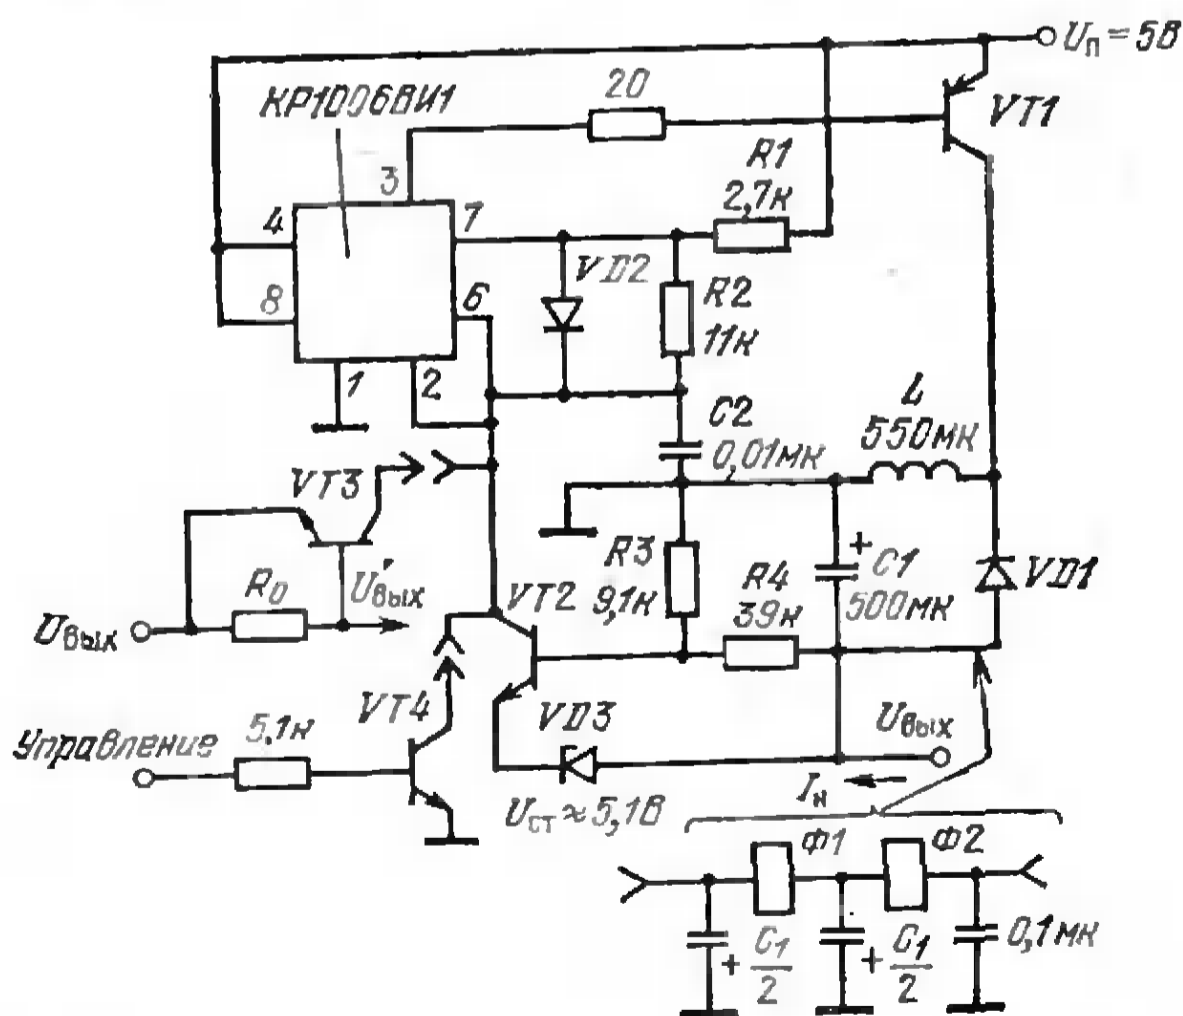 Uп = 5В
КР1006ВИ1
20
VT1
3
R1
2,7к
4
7
VD2
8
6
R2
11к
1
2
C2
0,01мк
L
550мк
VT3
R3
9,1к
+
C1
500мк
VD1
R0
U'вых
VT2
R4
39к
Uвых
VT4
VD3
Uвых
Управление
5,1к
Uст ≈ 5,1В
Iн
Ф1
Ф2
+ C1/2
+ C1/2
0,1мк